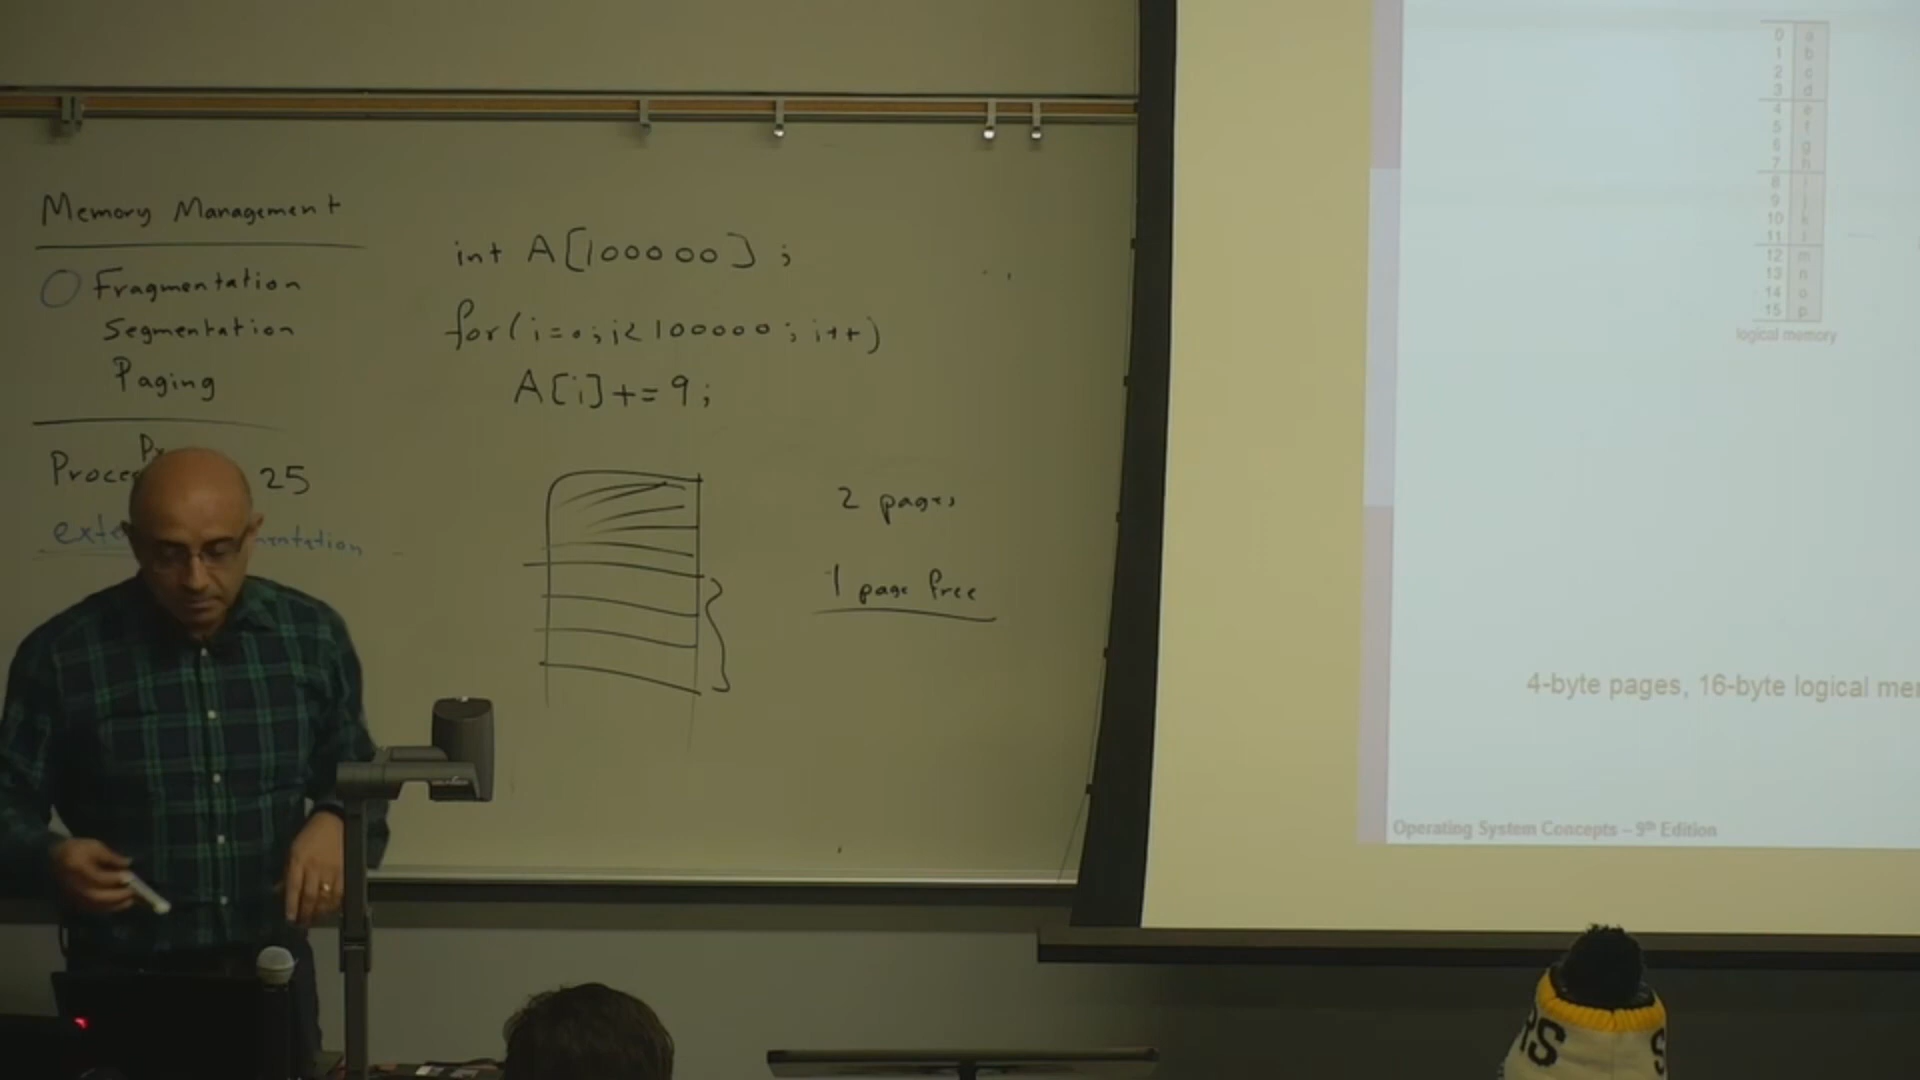 Memory Management
Fragmentation
Segmentation
Paging
25
int A[100000];
for(i=0;i<100000;i++)
A[i]+=9;
2 pages
1 page free
0 a
1 b
2 c
3 d
4 e
5 f
6 g
7 h
8 i
9 j
10 k
11 l
12 m
13 n
14 o
15 p
logical memory
4-byte pages, 16-byte logical
Operating System Concepts – 9th Edition